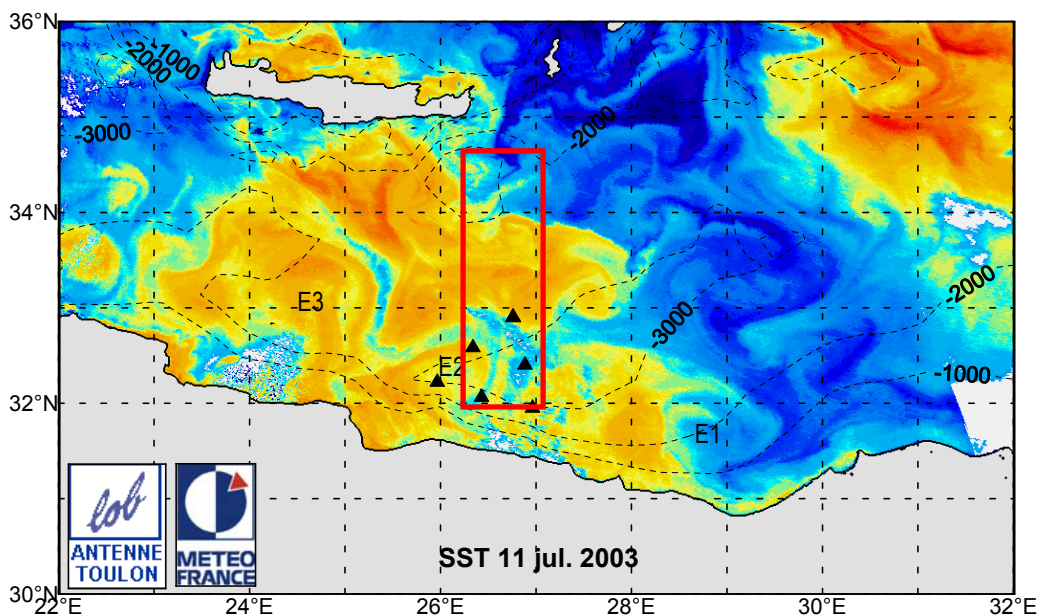 36°N
-1000
-2000
-2000
-3000
34°N
-2000
E3
-3000
E2
-1000
32°N
E1
lob
ANTENNE
TOULON
METEO
FRANCE
SST 11 jul. 2003
30°N
22°E
24°E
26°E
28°E
30°E
32°E